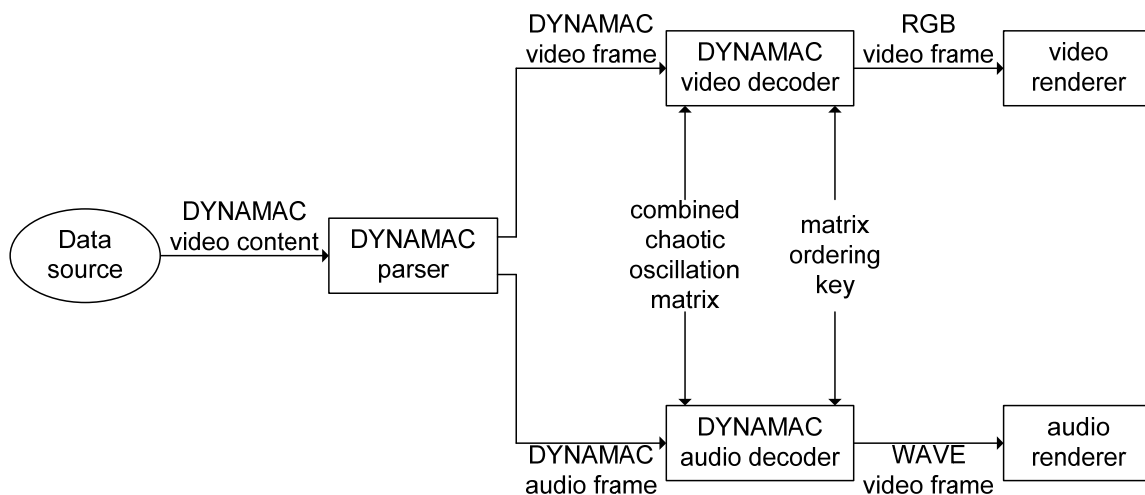 DYNAMAC
video frame
DYNAMAC
video decoder
RGB
video frame
video
renderer
Data
source
DYNAMAC
video content
DYNAMAC
parser
combined
chaotic
oscillation
matrix
matrix
ordering
key
DYNAMAC
audio frame
DYNAMAC
audio decoder
WAVE
video frame
audio
renderer